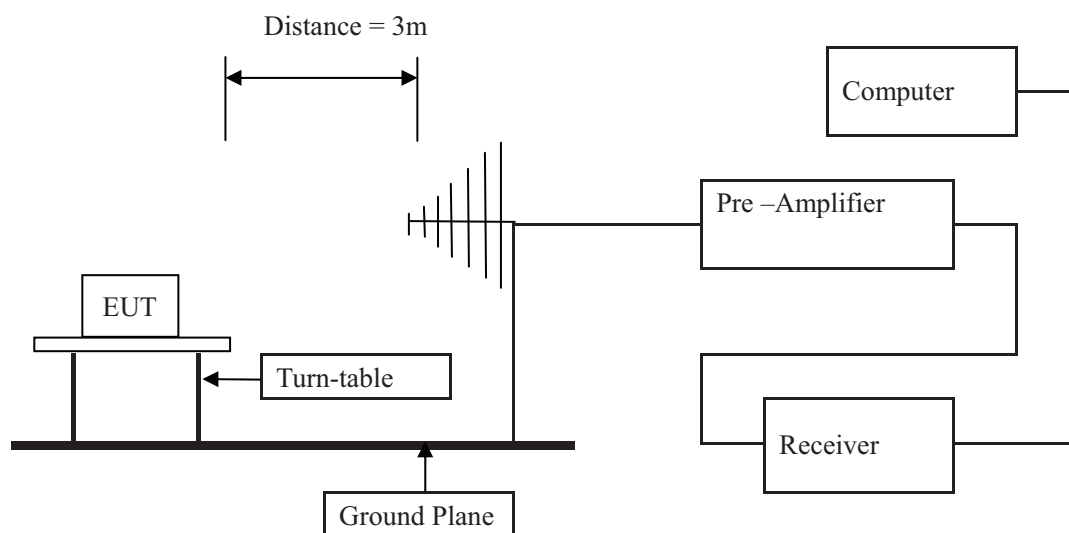 Distance = 3m
Computer
Pre –Amplifier
EUT
Turn-table
Receiver
Ground Plane